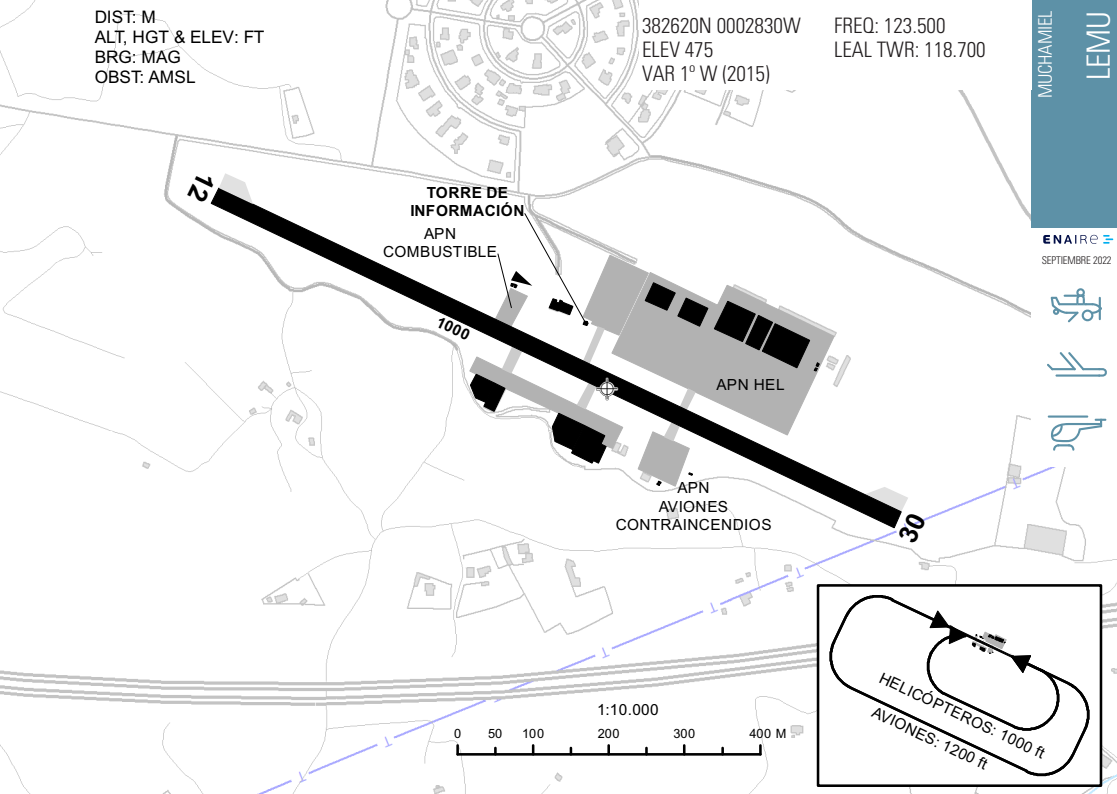 DIST: M
ALT, HGT & ELEV: FT
BRG: MAG
OBST: AMSL
382620N 0002830W
ELEV 475
VAR 1º W (2015)
FREQ: 123.500
LEAL TWR: 118.700
MUCHAMIEL
LEMU
ENAIRe
SEPTIEMBRE 2022
12
TORRE DE
INFORMACIÓN
APN
COMBUSTIBLE
1000
APN HEL
APN
AVIONES
CONTRAINCENDIOS
30
1:10.000
0 50 100 200 300 400 M
HELICÓPTEROS: 1000 ft
AVIONES: 1200 ft